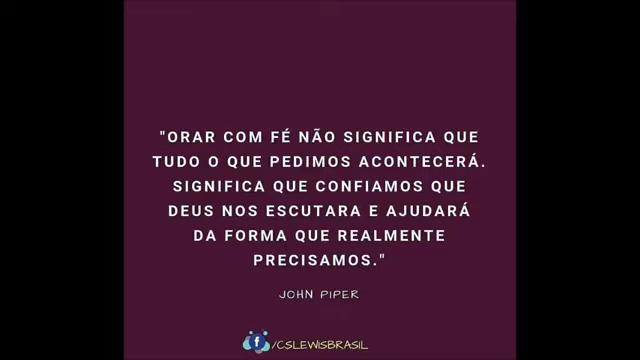 "ORAR COM FÉ NÃO SIGNIFICA QUE
TUDO O QUE PEDIMOS ACONTECERÁ.
SIGNIFICA QUE CONFIAMOS QUE
DEUS NOS ESCUTARA E AJUDARÁ
DA FORMA QUE REALMENTE
PRECISAMOS."
JOHN PIPER
f/CSLEWISBRASIL